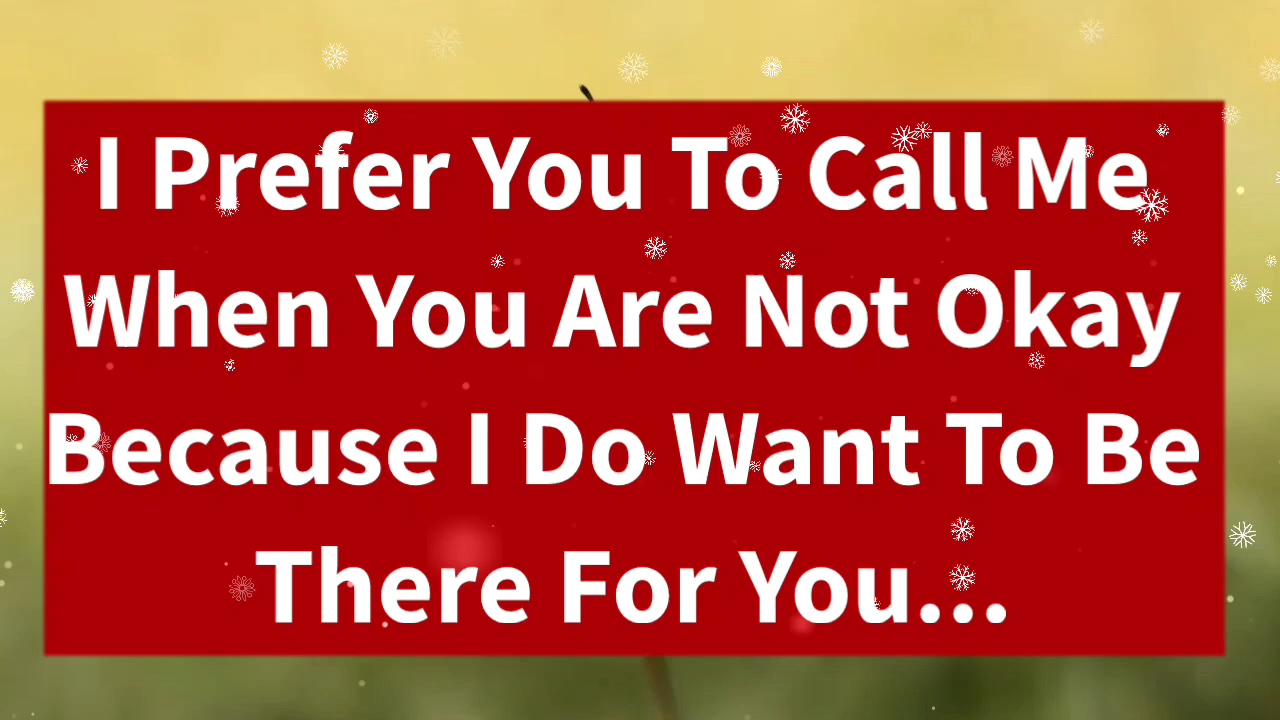 I Prefer You To Call Me
When You Are Not Okay
Because I Do Want To Be
There For You...